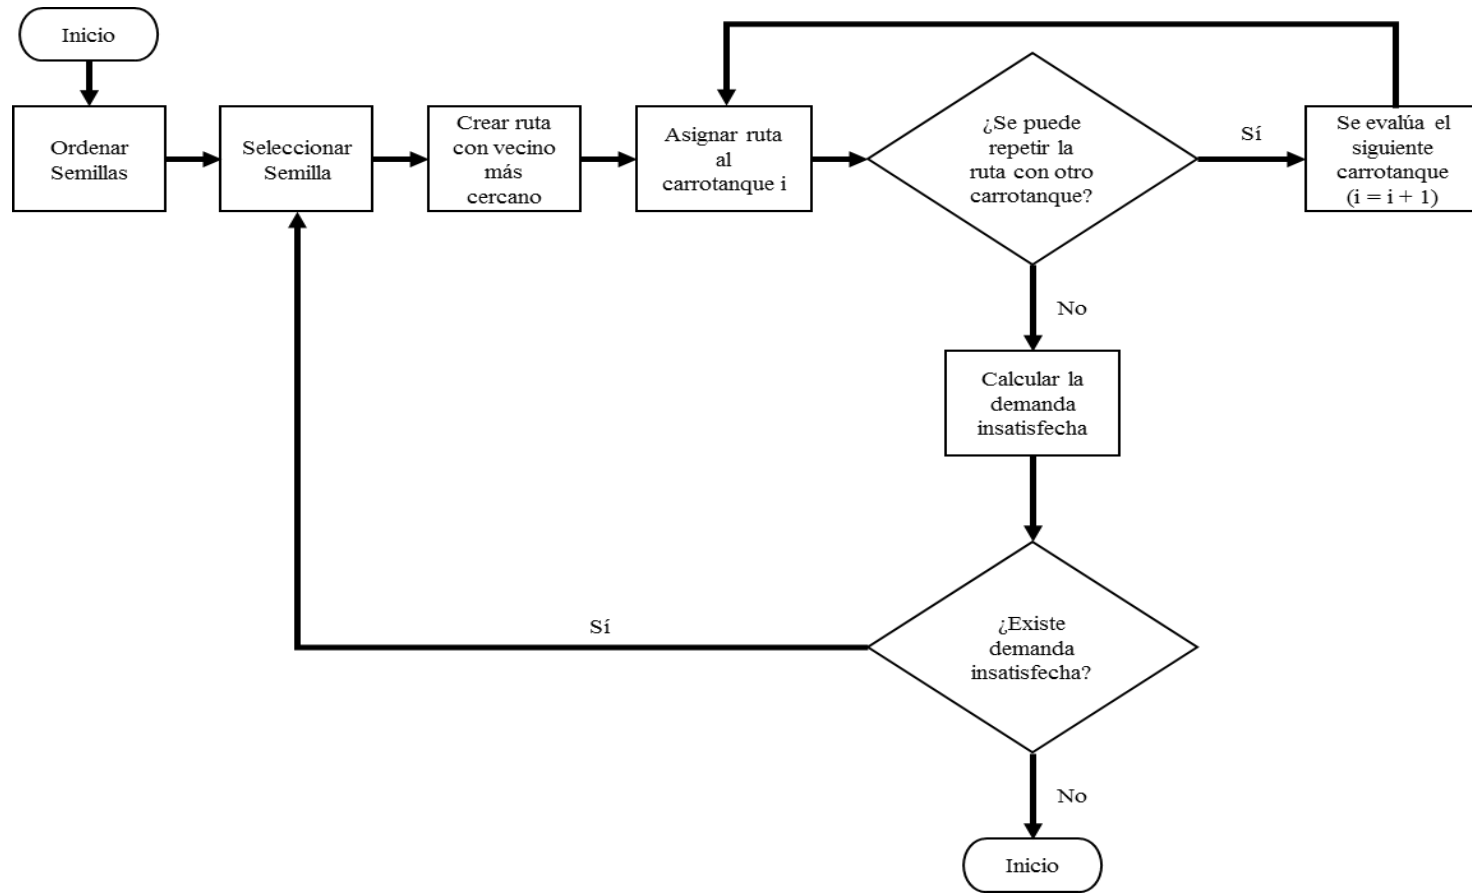 Inicio
Ordenar
Semillas
Seleccionar
Semilla
Crear ruta
con vecino
más
cercano
Asignar ruta
al
carrotanque i
¿Se puede
repetir la
ruta con otro
carrotanque?
Sí
Se evalúa el
siguiente
carrotanque
(i = i + 1)
No
Calcular la
demanda
insatisfecha
¿Existe
demanda
insatisfecha?
Sí
No
Inicio